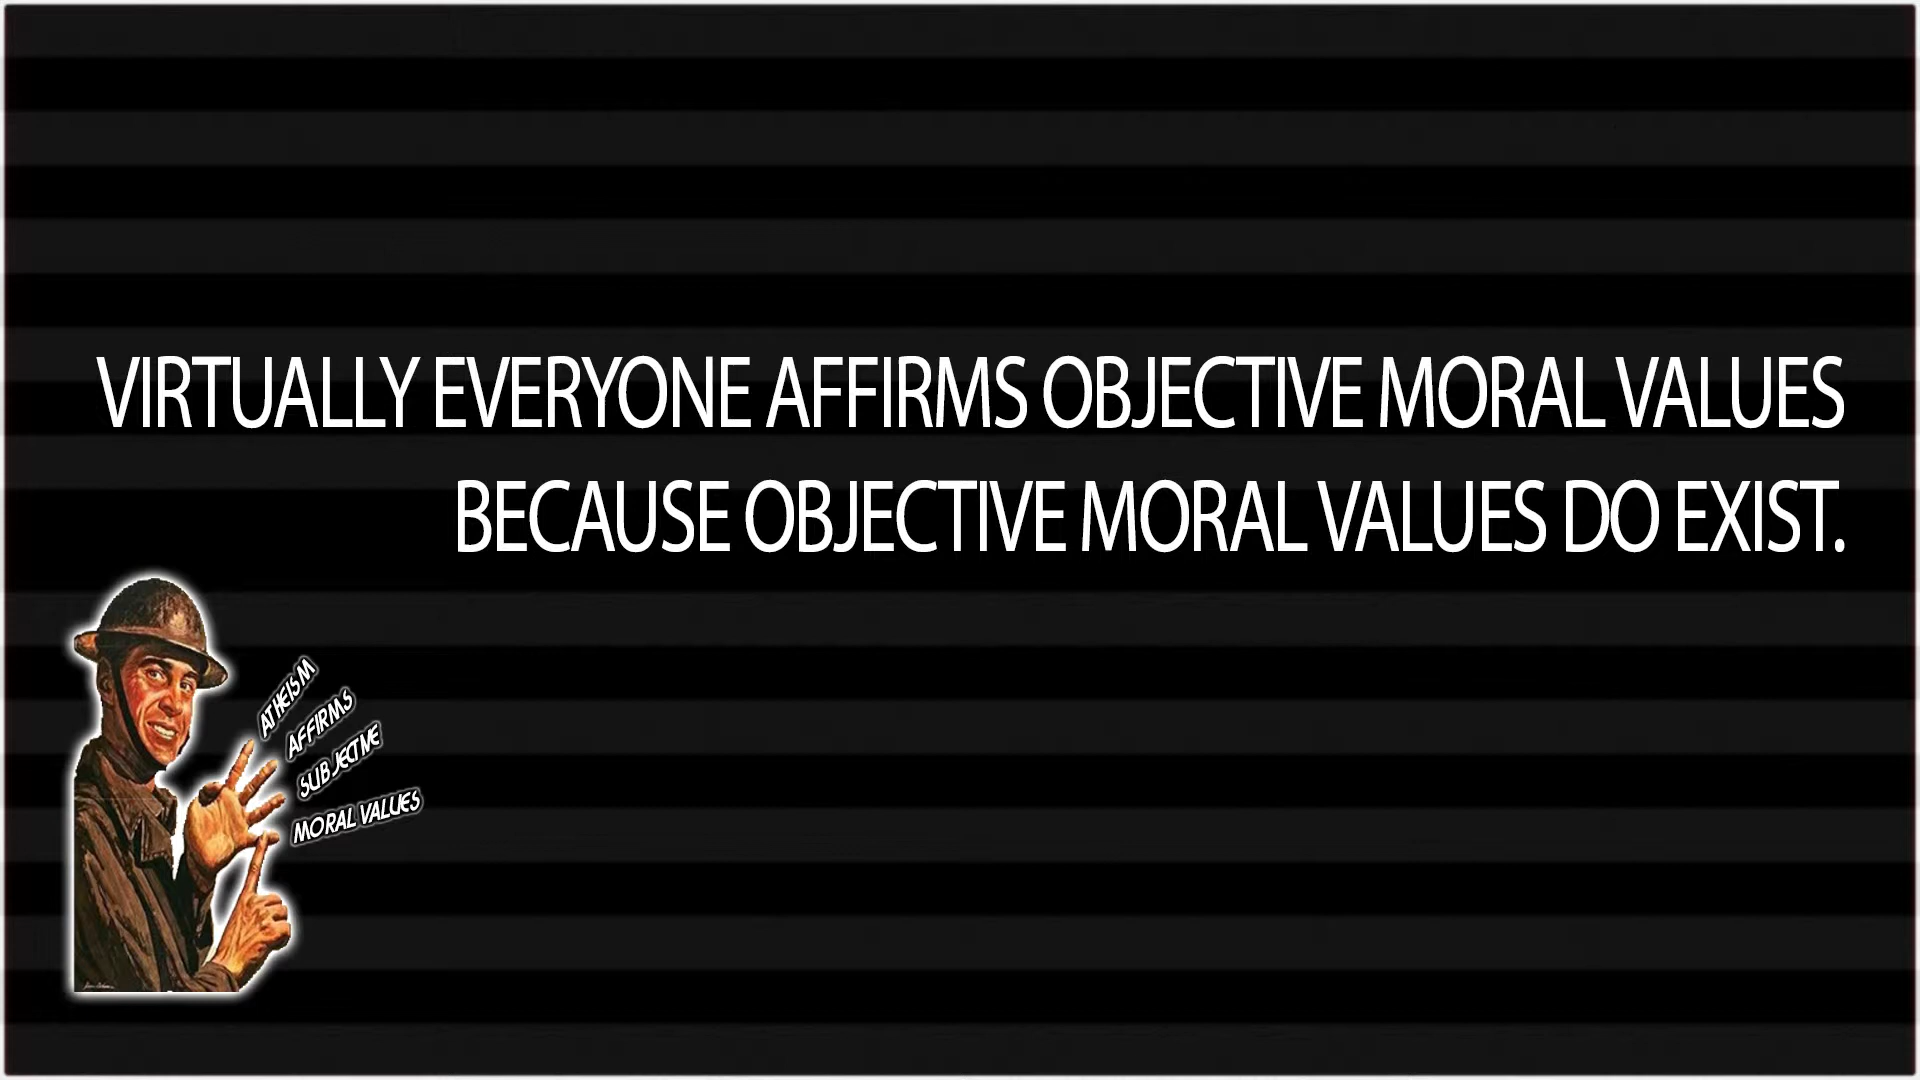 VIRTUALLY EVERYONE AFFIRMS OBJECTIVE MORAL VALUES
BECAUSE OBJECTIVE MORAL VALUES DO EXIST.
ATHEISM
AFFIRMS
SUBJECTIVE
MORAL VALUES